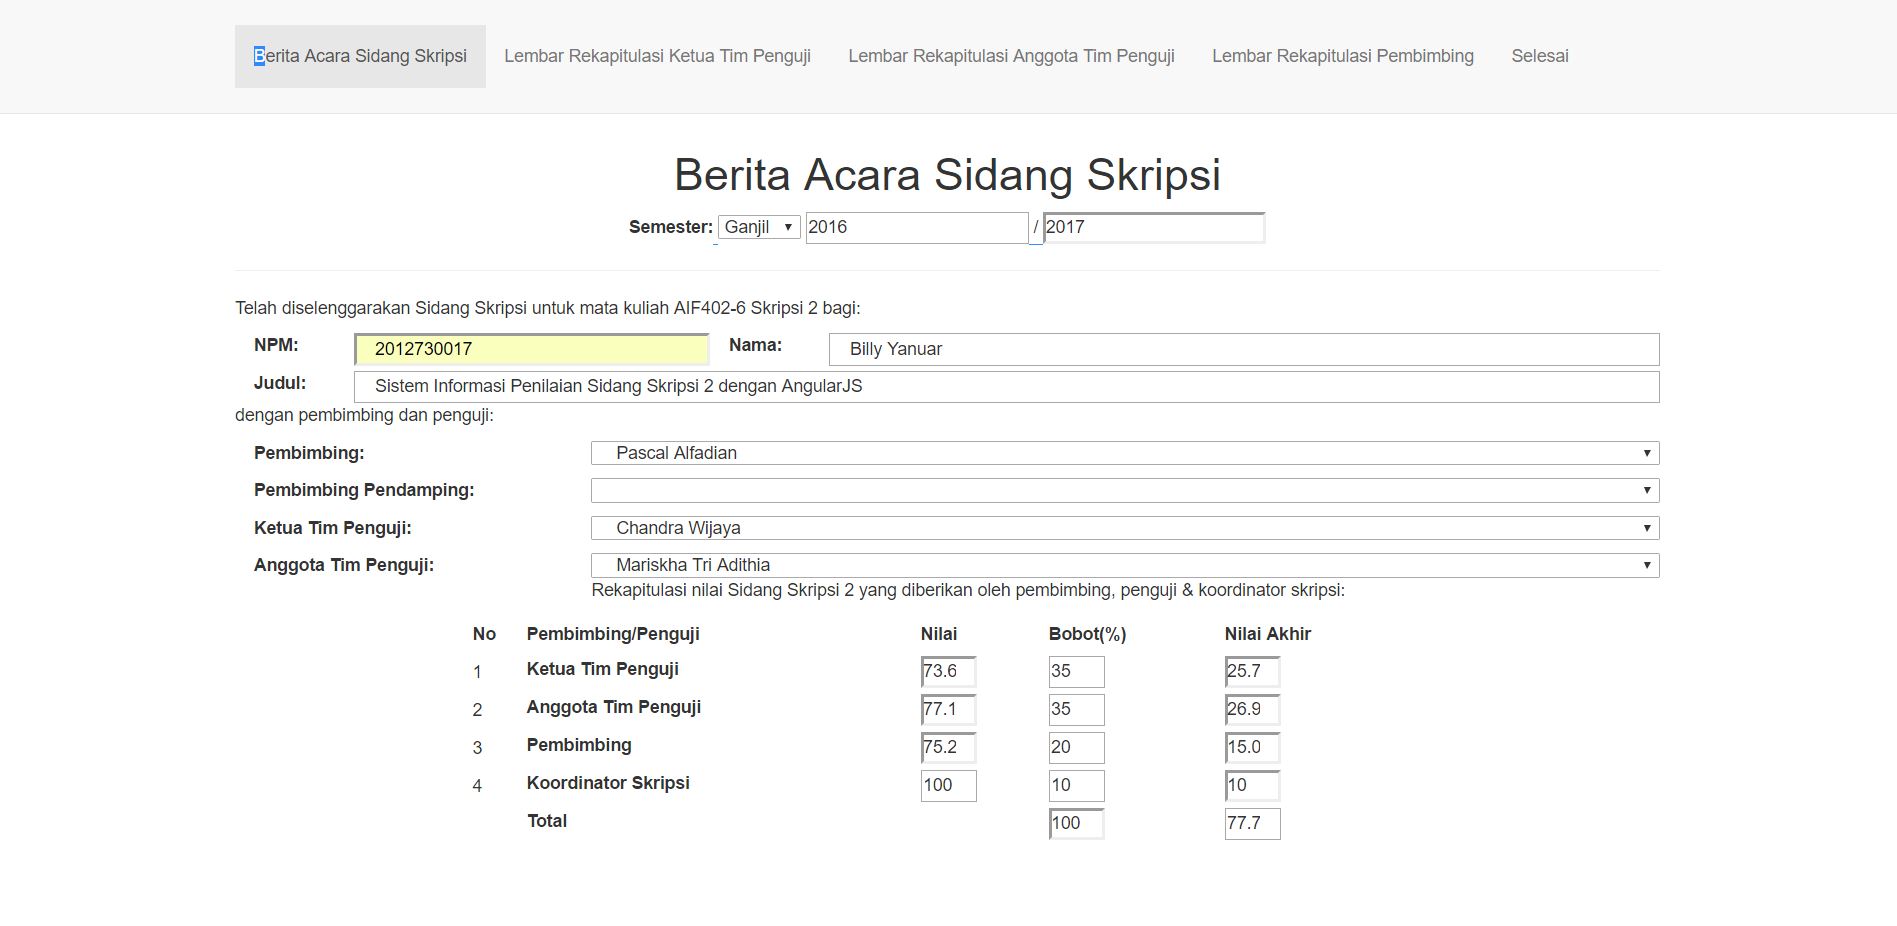 Berita Acara Sidang Skripsi Lembar Rekapitulasi Ketua Tim Penguji Lembar Rekapitulasi Anggota Tim Penguji Lembar Rekapitulasi Pembimbing Selesai
Berita Acara Sidang Skripsi
Semester: Ganjil 2016 / 2017
Telah diselenggarakan Sidang Skripsi untuk mata kuliah AIF402-6 Skripsi 2 bagi:
NPM: 2012730017 Nama: Billy Yanuar
Judul: Sistem Informasi Penilaian Sidang Skripsi 2 dengan AngularJS
dengan pembimbing dan penguji:
Pembimbing: Pascal Alfadian
Pembimbing Pendamping:
Ketua Tim Penguji: Chandra Wijaya
Anggota Tim Penguji: Mariskha Tri Adithia
Rekapitulasi nilai Sidang Skripsi 2 yang diberikan oleh pembimbing, penguji & koordinator skripsi:
No Pembimbing/Penguji Nilai Bobot(%) Nilai Akhir
1 Ketua Tim Penguji 73.6 35 25.7
2 Anggota Tim Penguji 77.1 35 26.9
3 Pembimbing 75.2 20 15.0
4 Koordinator Skripsi 100 10 10
Total 100 77.7